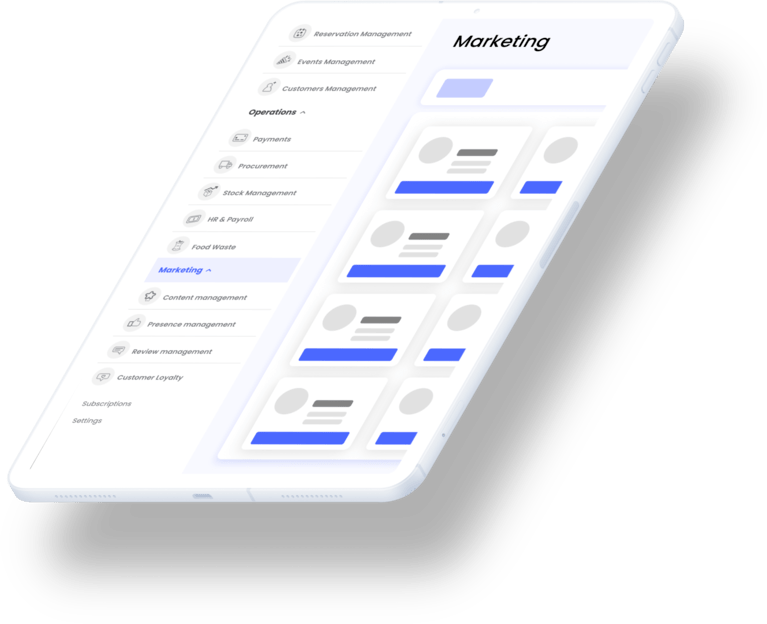 Reservation Management
Events Management
Customers Management
Operations
Payments
Procurement
Stock Management
HR & Payroll
Food Waste
Marketing
Content management
Presence management
Review management
Customer Loyalty
Subscriptions
Settings
Marketing